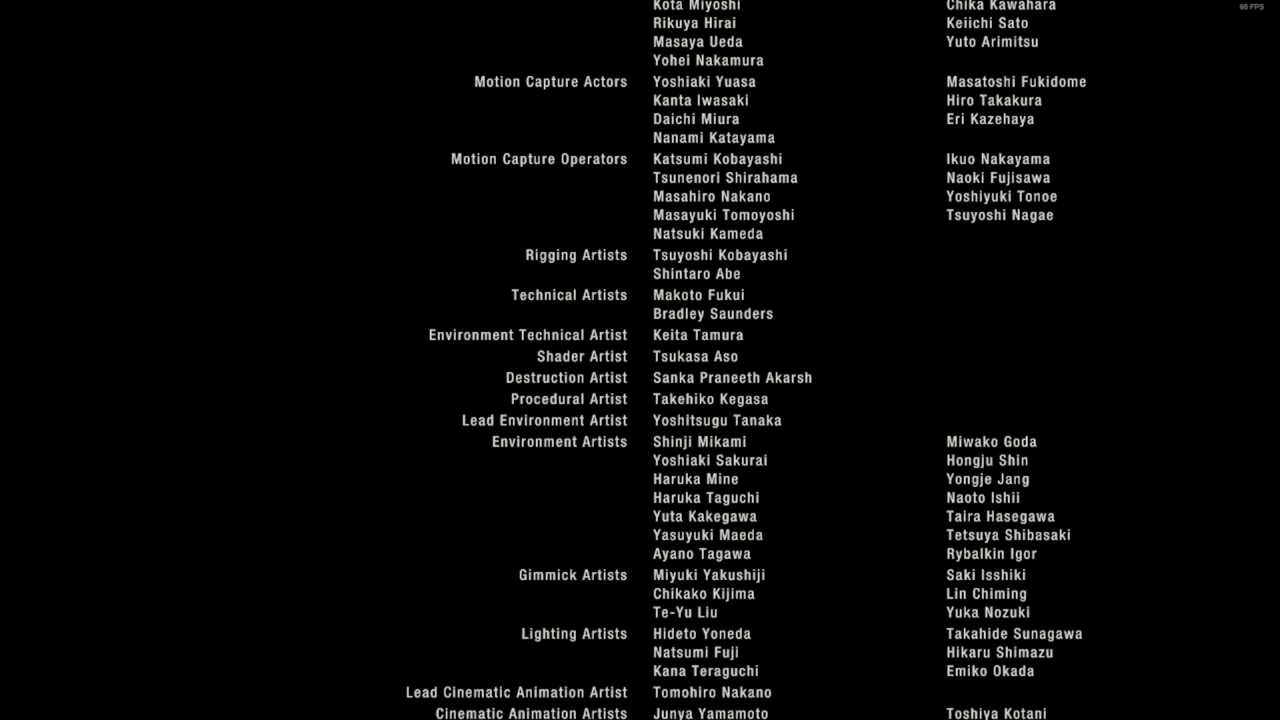 60 FPS
Kota Miyoshi Chika Kawahara
Rikuya Hirai Keiichi Sato
Masaya Ueda Yuto Arimitsu
Yohei Nakamura
Motion Capture Actors Yoshiaki Yuasa Masatoshi Fukidome
Kanta Iwasaki Hiro Takakura
Daichi Miura Eri Kazehaya
Nanami Katayama
Motion Capture Operators Katsumi Kobayashi Ikuo Nakayama
Tsunenori Shirahama Naoki Fujisawa
Masahiro Nakano Yoshiyuki Tonoe
Masayuki Tomoyoshi Tsuyoshi Nagae
Natsuki Kameda
Rigging Artists Tsuyoshi Kobayashi
Shintaro Abe
Technical Artists Makoto Fukui
Bradley Saunders
Environment Technical Artist Keita Tamura
Shader Artist Tsukasa Aso
Destruction Artist Sanka Praneeth Akarsh
Procedural Artist Takehiko Kegasa
Lead Environment Artist Yoshitsugu Tanaka
Environment Artists Shinji Mikami Miwako Goda
Yoshiaki Sakurai Hongju Shin
Haruka Mine Yongje Jang
Haruka Taguchi Naoto Ishii
Yuta Kakegawa Taira Hasegawa
Yasuyuki Maeda Tetsuya Shibasaki
Ayano Tagawa Rybalkin Igor
Gimmick Artists Miyuki Yakushiji Saki Isshiki
Chikako Kijima Lin Chiming
Te-Yu Liu Yuka Nozuki
Lighting Artists Hideto Yoneda Takahide Sunagawa
Natsumi Fuji Hikaru Shimazu
Kana Teraguchi Emiko Okada
Lead Cinematic Animation Artist Tomohiro Nakano
Cinematic Animation Artists Junya Yamamoto Toshiya Kotani